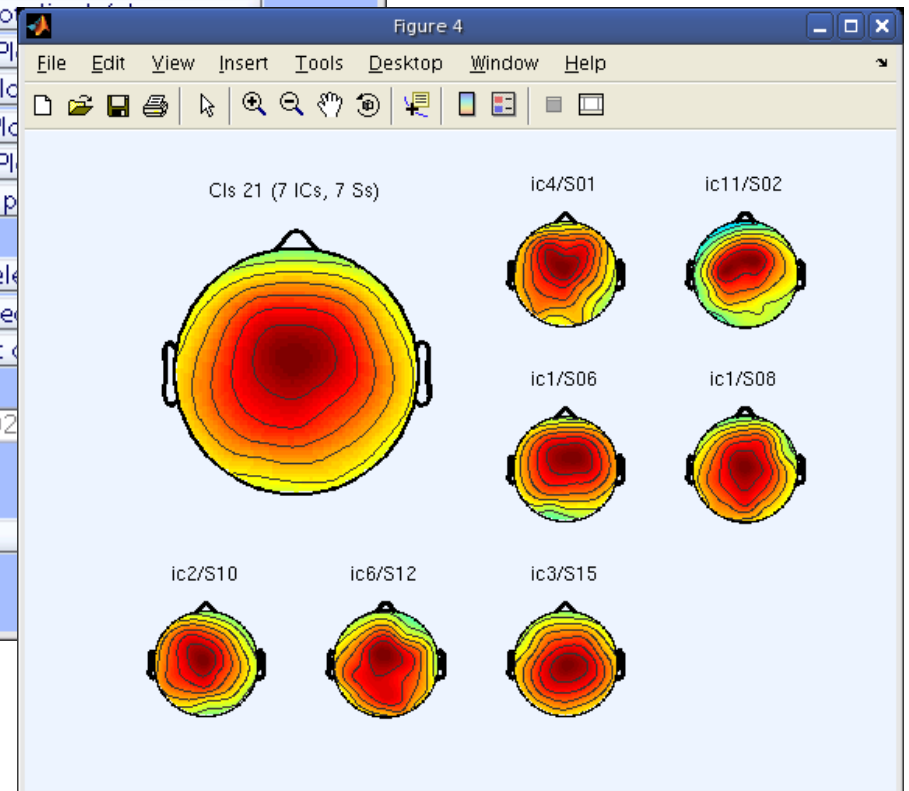 Figure 4
File Edit View Insert Tools Desktop Window Help
Cls 21 (7 ICs, 7 Ss)
ic4/S01
ic11/S02
ic1/S06
ic1/S08
ic2/S10
ic6/S12
ic3/S15